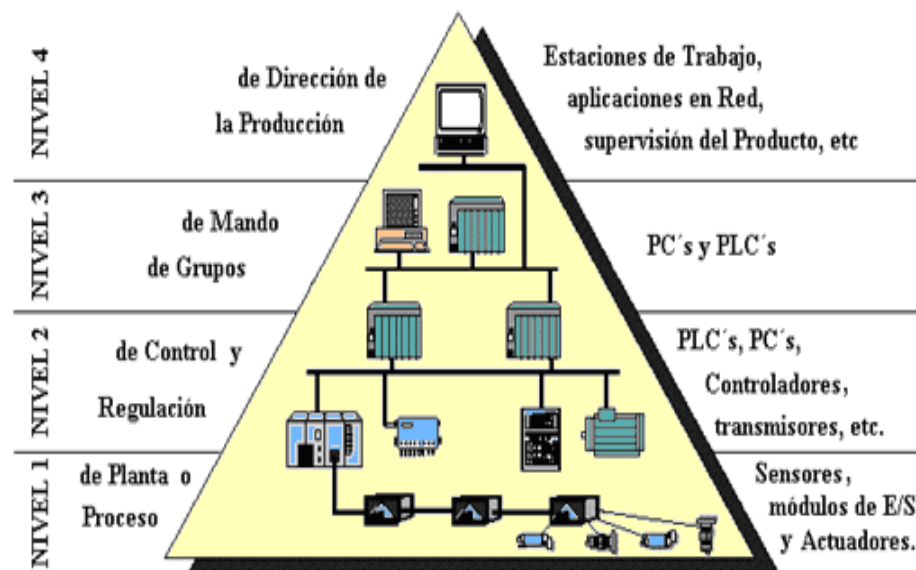 NIVEL 4
de Dirección de
la Producción
Estaciones de Trabajo,
aplicaciones en Red,
supervisión del Producto, etc
NIVEL 3
de Mando
de Grupos
PC´s y PLC´s
NIVEL 2
de Control y
Regulación
PLC´s, PC´s,
Controladores,
transmisores, etc.
NIVEL 1
de Planta o
Proceso
Sensores,
módulos de E/S
y Actuadores.